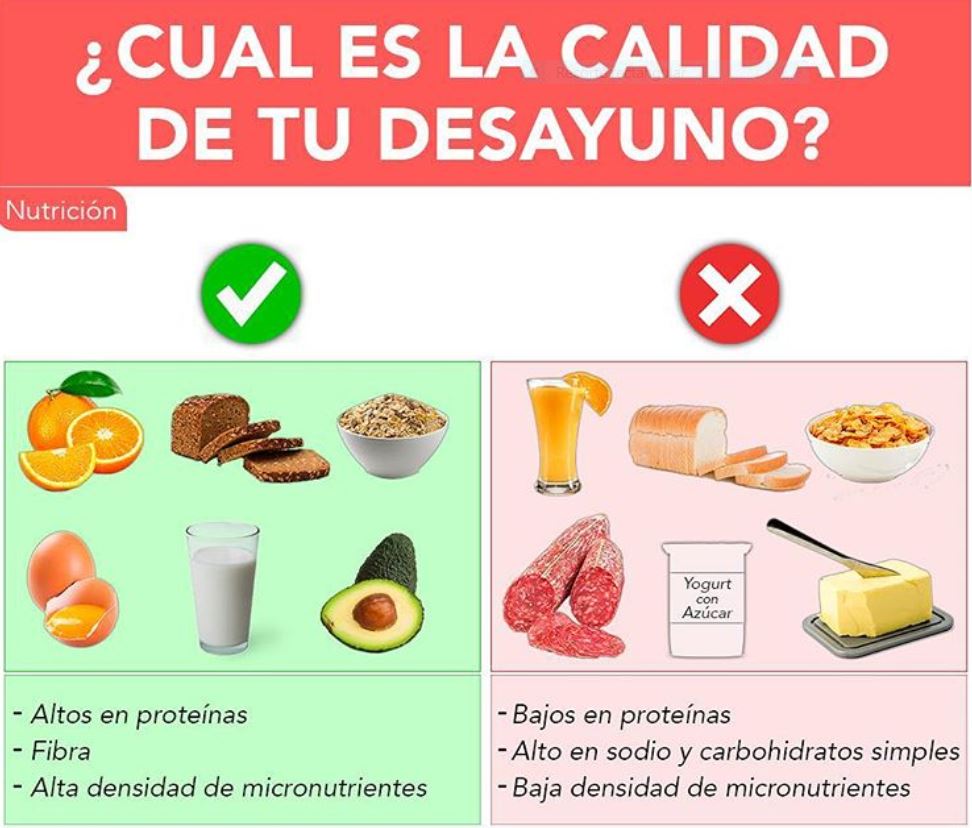 ¿CUAL ES LA CALIDAD
DE TU DESAYUNO?
Nutrición
Yogurt
con
Azúcar
- Altos en proteínas
- Fibra
- Alta densidad de micronutrientes
- Bajos en proteínas
- Alto en sodio y carbohidratos simples
- Baja densidad de micronutrientes